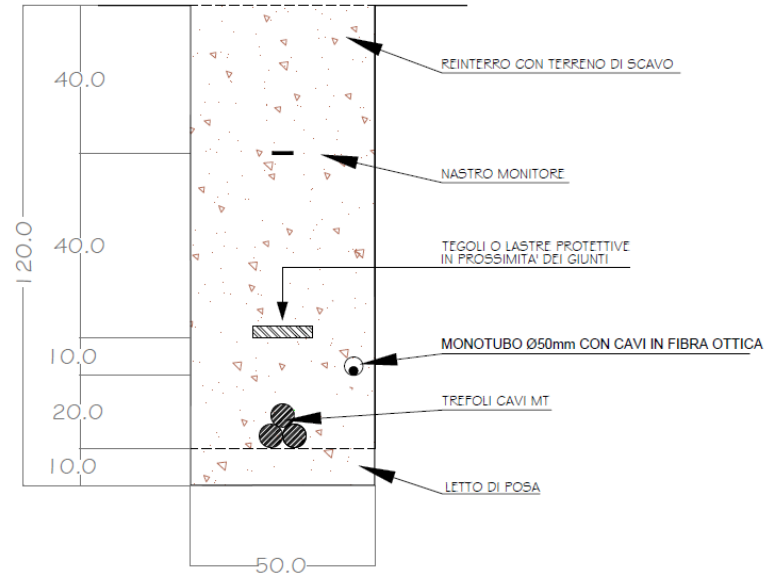 40.0
REINTERRO CON TERRENO DI SCAVO
NASTRO MONITORE
40.0
120.0
TEGOLI O LASTRE PROTETTIVE
IN PROSSIMITA' DEI GIUNTI
10.0
MONOTUBO Ø50mm CON CAVI IN FIBRA OTTICA
20.0
TREFOLI CAVI MT
10.0
LETTO DI POSA
50.0